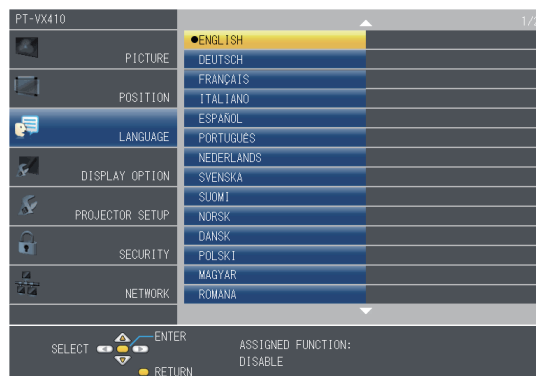 PT-VX410
1/2
PICTURE
POSITION
LANGUAGE
DISPLAY OPTION
PROJECTOR SETUP
SECURITY
NETWORK
●ENGLISH
DEUTSCH
FRANÇAIS
ITALIANO
ESPAÑOL
PORTUGUÊS
NEDERLANDS
SVENSKA
SUOMI
NORSK
DANSK
POLSKI
MAGYAR
ROMANA
SELECT
ENTER
RETURN
ASSIGNED FUNCTION:
DISABLE